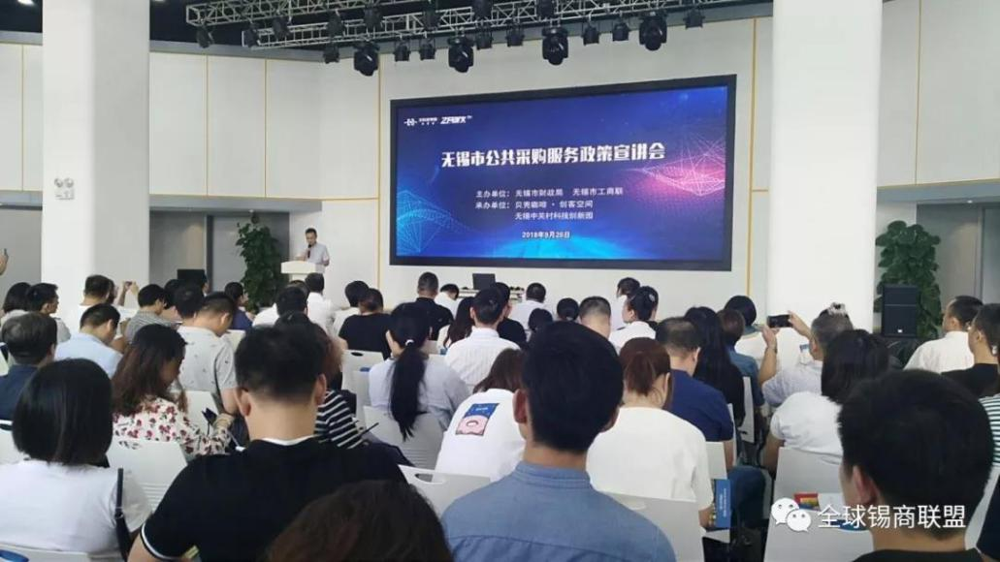 无锡市公共采购服务政策宣讲会
主办单位：无锡市财政局 无锡市工商联
承办单位：贝壳咖啡·创客空间
无锡中关村科技创新园
2018年9月26日
全球锡商联盟